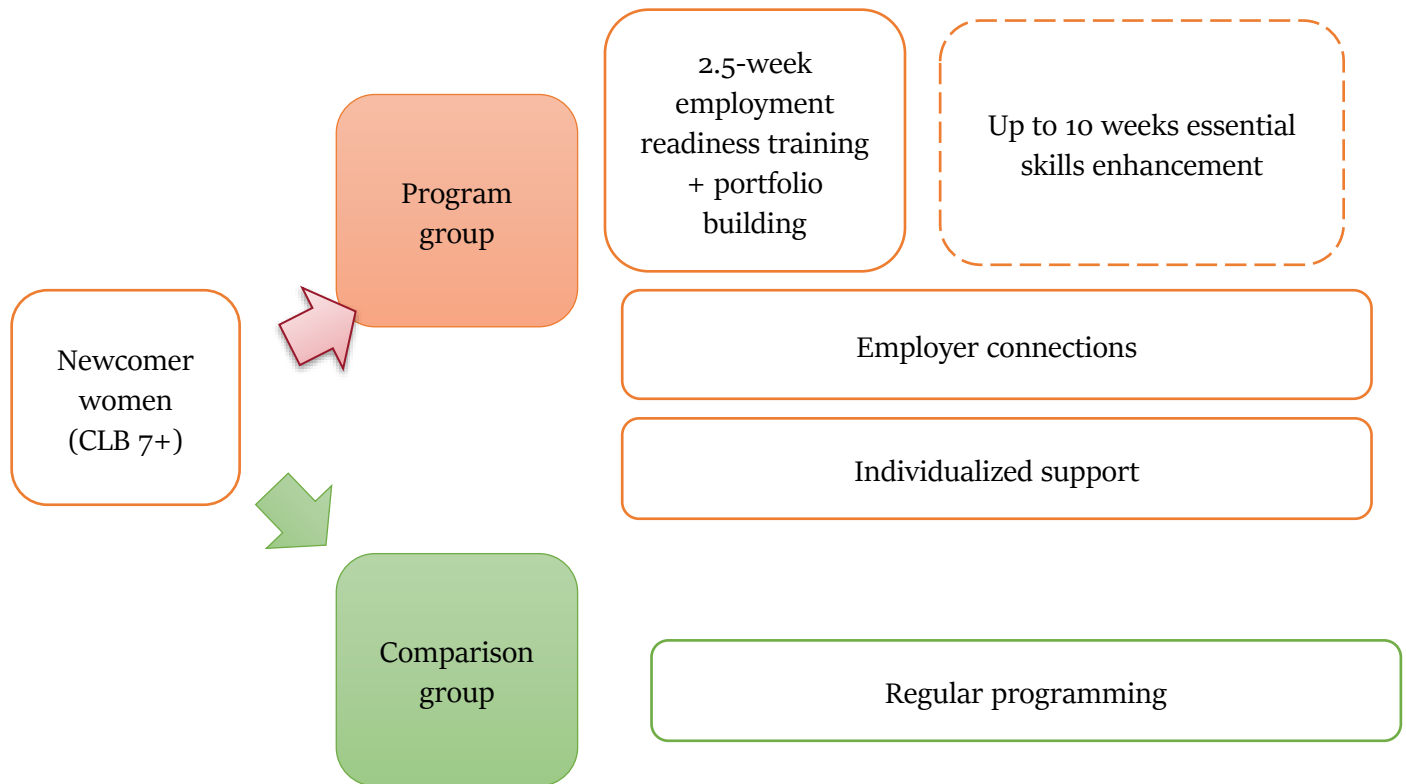 2.5-week
employment
readiness training
+ portfolio
building
Up to 10 weeks essential
skills enhancement
Program
group
Employer connections
Newcomer
women
(CLB 7+)
Individualized support
Comparison
group
Regular programming